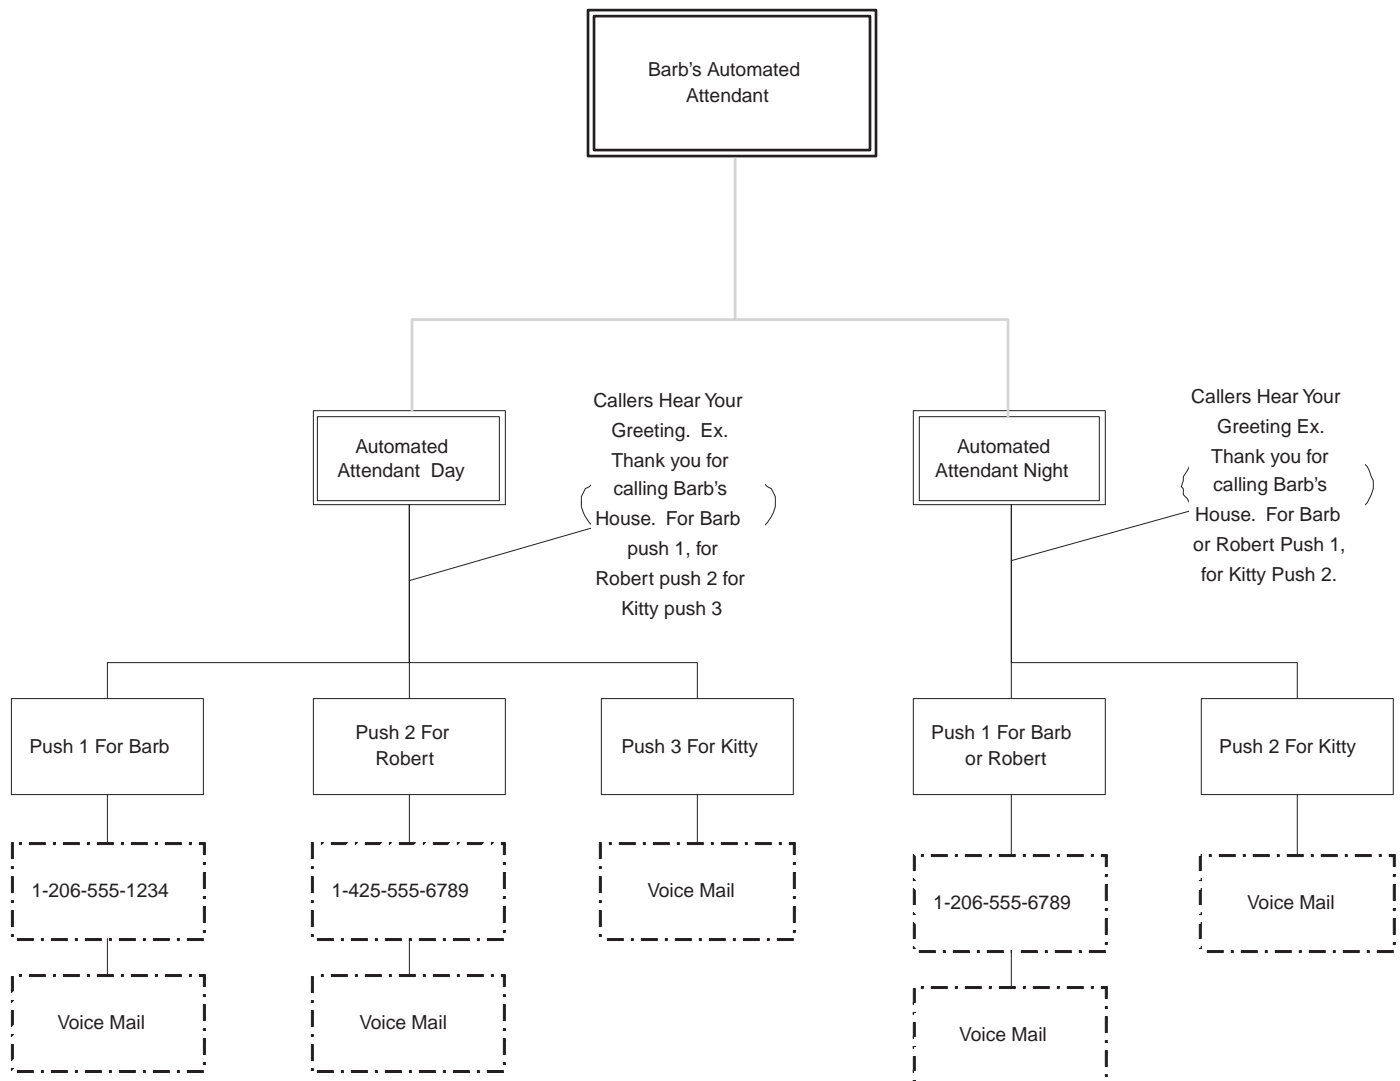 Barb's Automated
Attendant
Automated
Attendant  Day
Callers Hear Your
Greeting.  Ex.
Thank you for
calling Barb's
House.  For Barb
push 1, for
Robert push 2 for
Kitty push 3
Automated
Attendant Night
Callers Hear Your
Greeting Ex.
Thank you for
calling Barb's
House.  For Barb
or Robert Push 1,
for Kitty Push 2.
Push 1 For Barb
Push 2 For
Robert
Push 3 For Kitty
Push 1 For Barb
or Robert
Push 2 For Kitty
1-206-555-1234
1-425-555-6789
Voice Mail
1-206-555-6789
Voice Mail
Voice Mail
Voice Mail
Voice Mail